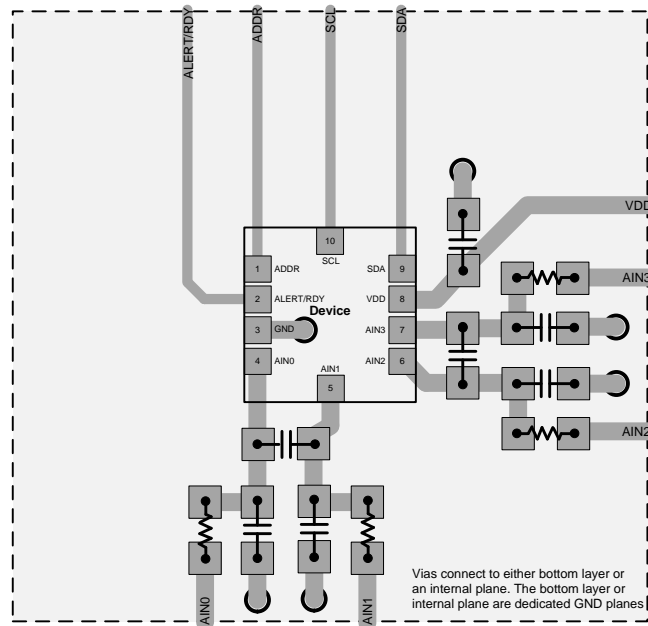 ALERT/RDY
ADDR
SCL
SDA
VDD
10
SCL
1 ADDR
SDA 9
2 ALERT/RDY
VDD 8
Device
3 GND
AIN3 7
4 AIN0
AIN2 6
AIN1
5
AIN3
AIN2
AIN0
AIN1
Vias connect to either bottom layer or
an internal plane. The bottom layer or
internal plane are dedicated GND planes